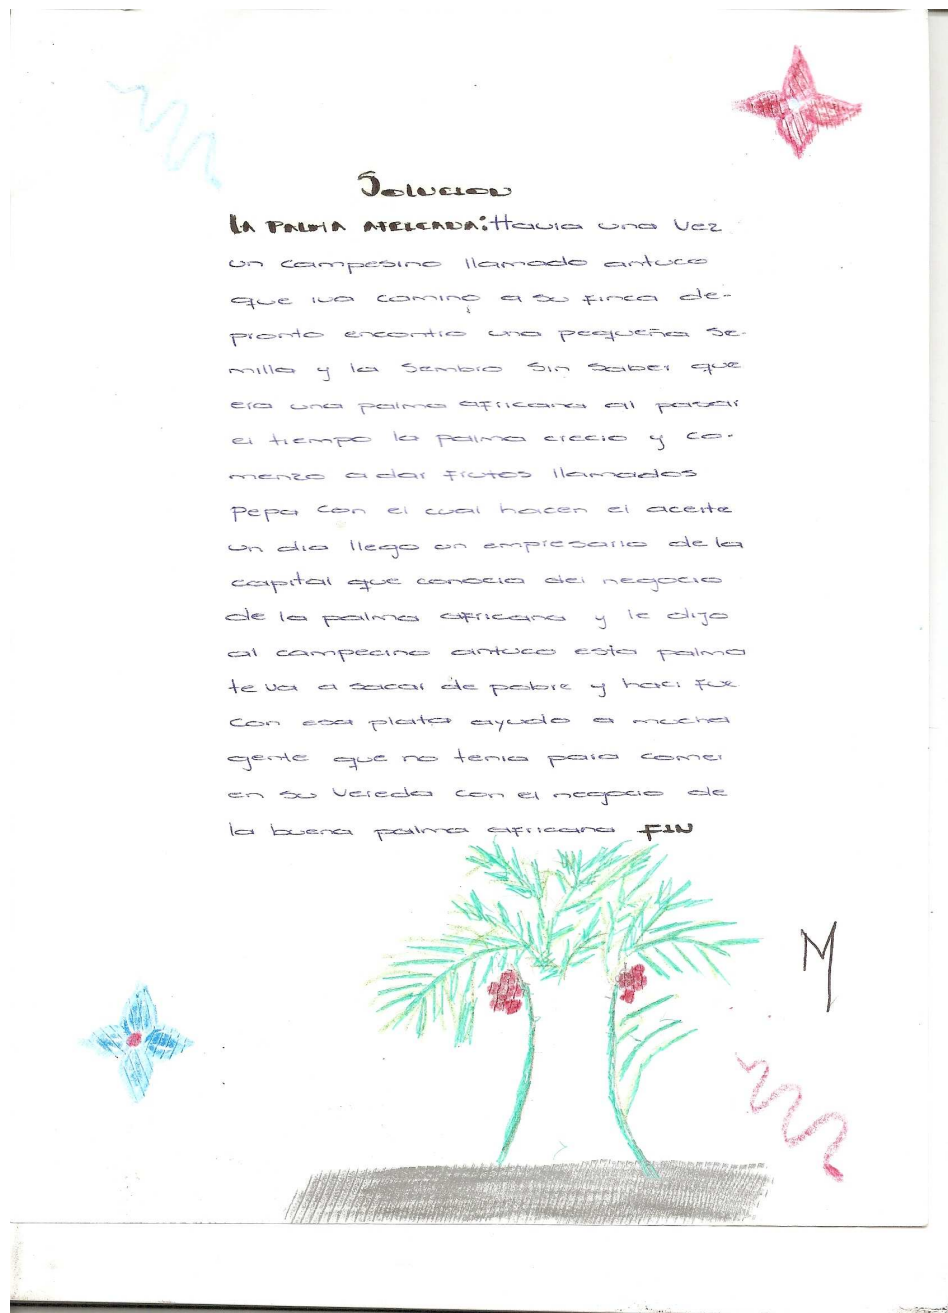 SOLUCION
LA PALMA AFRICANA: Havia una vez
un campesino llamado antuco
que iva camino a su finca de-
pronto encontro una pequeña se-
milla y la sembro sin saber que
era una palma africana al pasar
el tiempo la palma crecio y co-
menzo a dar frutos llamados
pepa con el cual hacen el aceite
un dia llego un empresario de la
capital que conocia del negocio
de la palma africana y le dijo
al campecino antuco esta palma
te va a sacar de pobre y haci fue
con esa plata ayudo a mucha
gente que no tenia para comer
en su vereda con el negocio de
la buena palma africana FIN
M